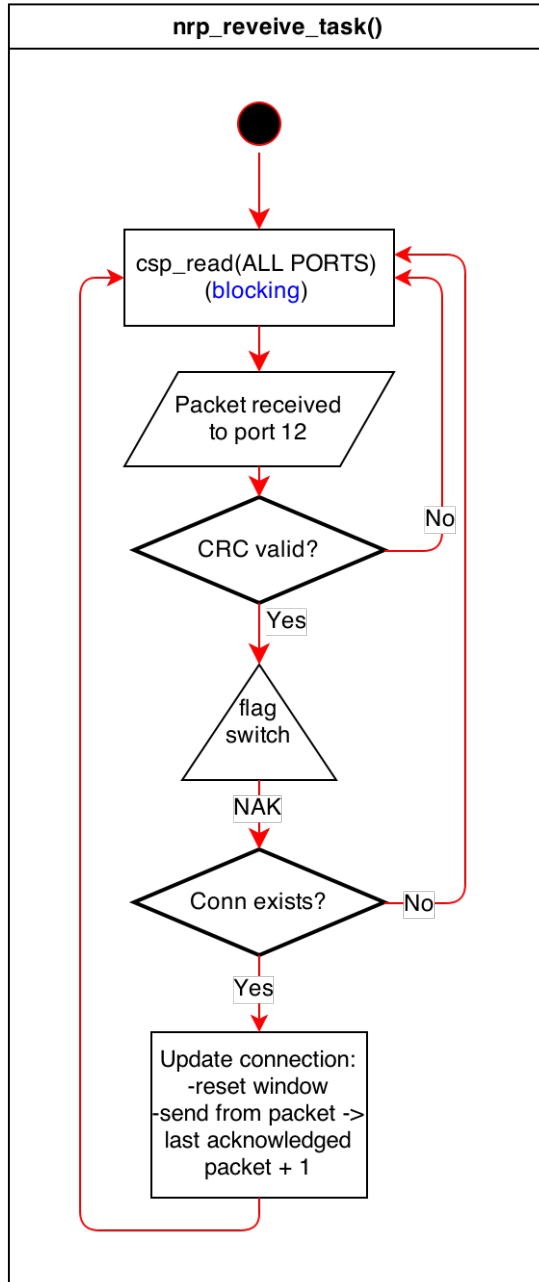 nrp_reveive_task()
csp_read(ALL PORTS)
(blocking)
Packet received
to port 12
No
CRC valid?
Yes
flag
switch
NAK
Conn exists?
No
Yes
Update connection:
-reset window
-send from packet ->
last acknowledged
packet + 1